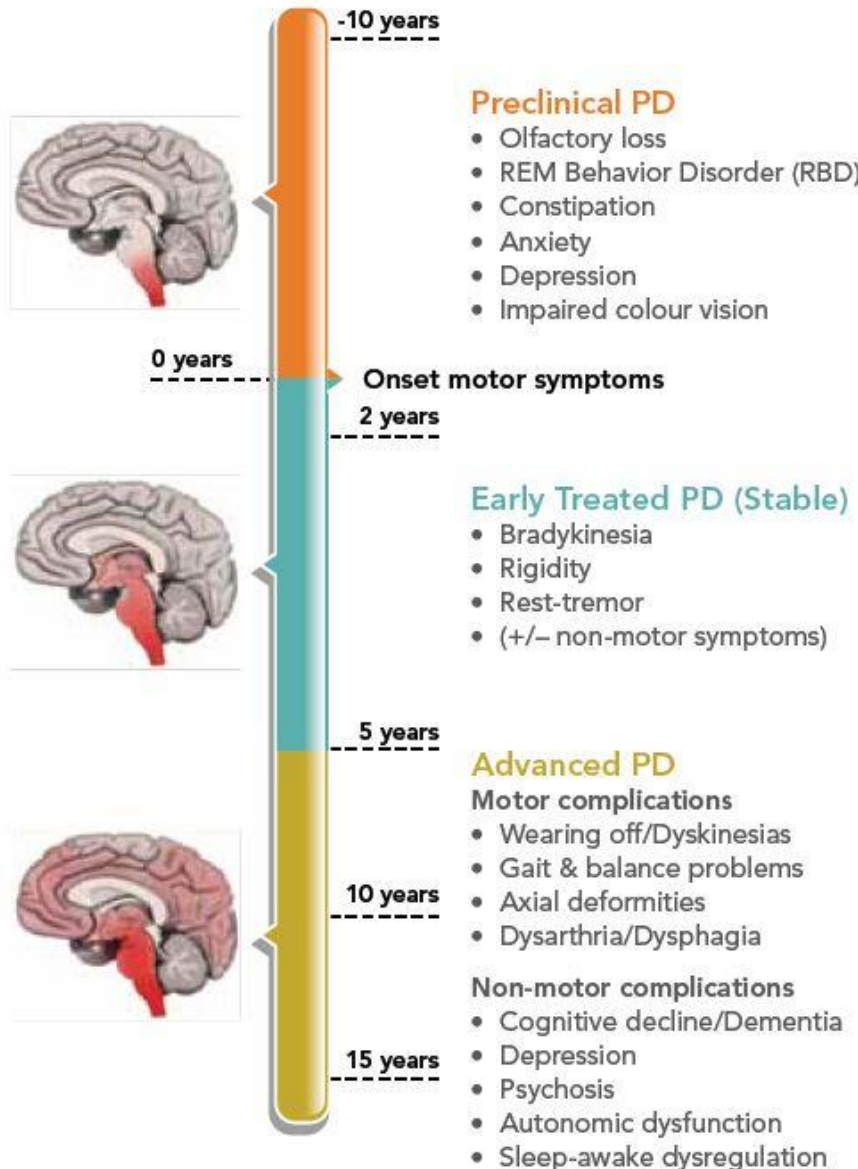 -10 years
Preclinical PD
• Olfactory loss
• REM Behavior Disorder (RBD)
• Constipation
• Anxiety
• Depression
• Impaired colour vision
0 years
Onset motor symptoms
2 years
Early Treated PD (Stable)
• Bradykinesia
• Rigidity
• Rest-tremor
• (+/– non-motor symptoms)
5 years
Advanced PD
Motor complications
• Wearing off/Dyskinesias
• Gait & balance problems
10 years
• Axial deformities
• Dysarthria/Dysphagia
Non-motor complications
• Cognitive decline/Dementia
15 years
• Depression
• Psychosis
• Autonomic dysfunction
• Sleep-awake dysregulation